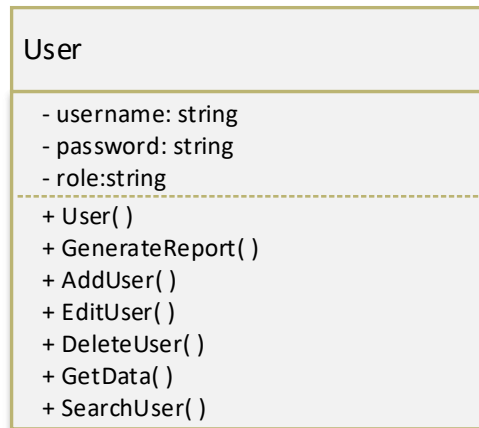 User
- username: string
- password: string
- role:string
+ User( )
+ GenerateReport( )
+ AddUser( )
+ EditUser( )
+ DeleteUser( )
+ GetData( )
+ SearchUser( )